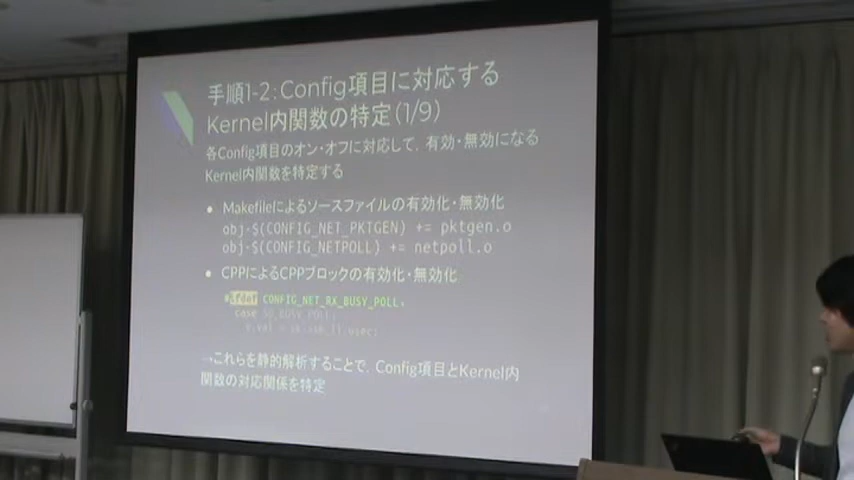 手順1-2:Config項目に対応する
Kernel内関数の特定(1/9)
各Config項目のオン・オフに対応して, 有効・無効になる
Kernel内関数を特定する
● Makefileによるソースファイルの有効化・無効化
obj-$(CONFIG_NET_PKTGEN) += pktgen.o
obj-$(CONFIG_NETPOLL) += netpoll.o
● CPPによるCPPブロックの有効化・無効化
#ifdef CONFIG_NET_RX_BUSY_POLL
case SO_BUSY_POLL:
→これらを静的解析することで, Config項目とKernel内
関数の対応関係を特定